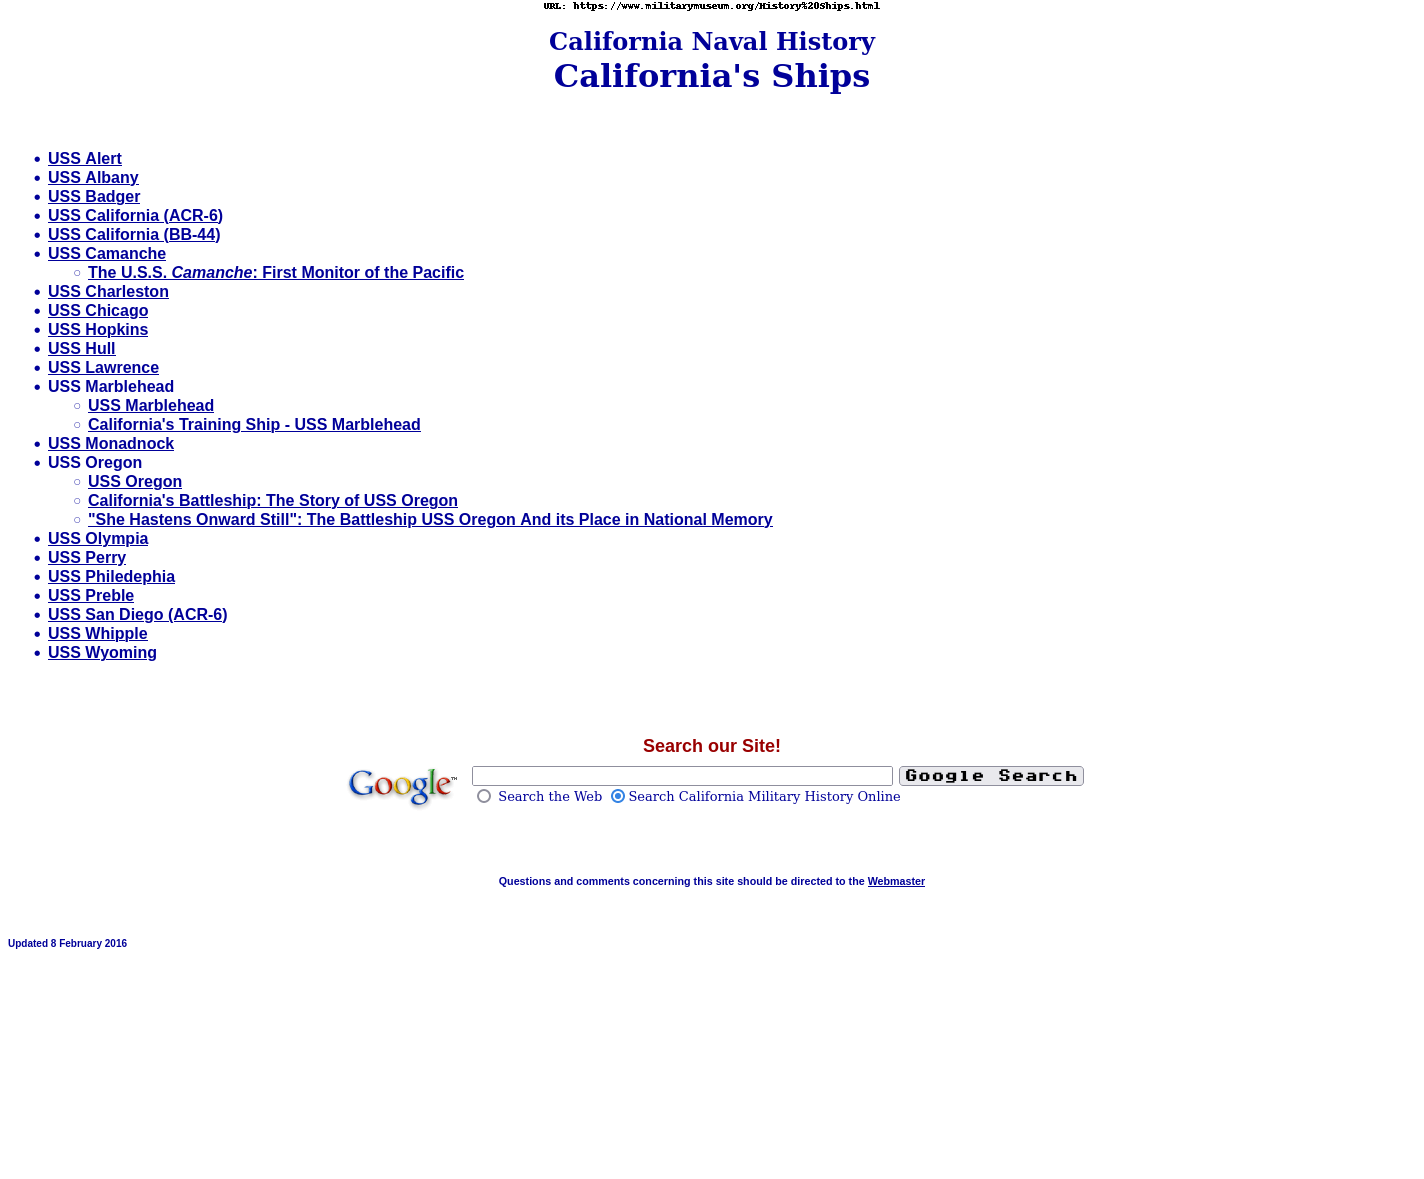 URL: https://www.militarymuseum.org/History%20Ships.html
California Naval History
California's Ships
• USS Alert
• USS Albany
• USS Badger
• USS California (ACR-6)
• USS California (BB-44)
• USS Camanche
○ The U.S.S. Camanche: First Monitor of the Pacific
• USS Charleston
• USS Chicago
• USS Hopkins
• USS Hull
• USS Lawrence
• USS Marblehead
○ USS Marblehead
○ California's Training Ship - USS Marblehead
• USS Monadnock
• USS Oregon
○ USS Oregon
○ California's Battleship: The Story of USS Oregon
○ "She Hastens Onward Still": The Battleship USS Oregon And its Place in National Memory
• USS Olympia
• USS Perry
• USS Philedephia
• USS Preble
• USS San Diego (ACR-6)
• USS Whipple
• USS Wyoming
Search our Site!
Google™ Google Search
Search the Web Search California Military History Online
Questions and comments concerning this site should be directed to the Webmaster
Updated 8 February 2016